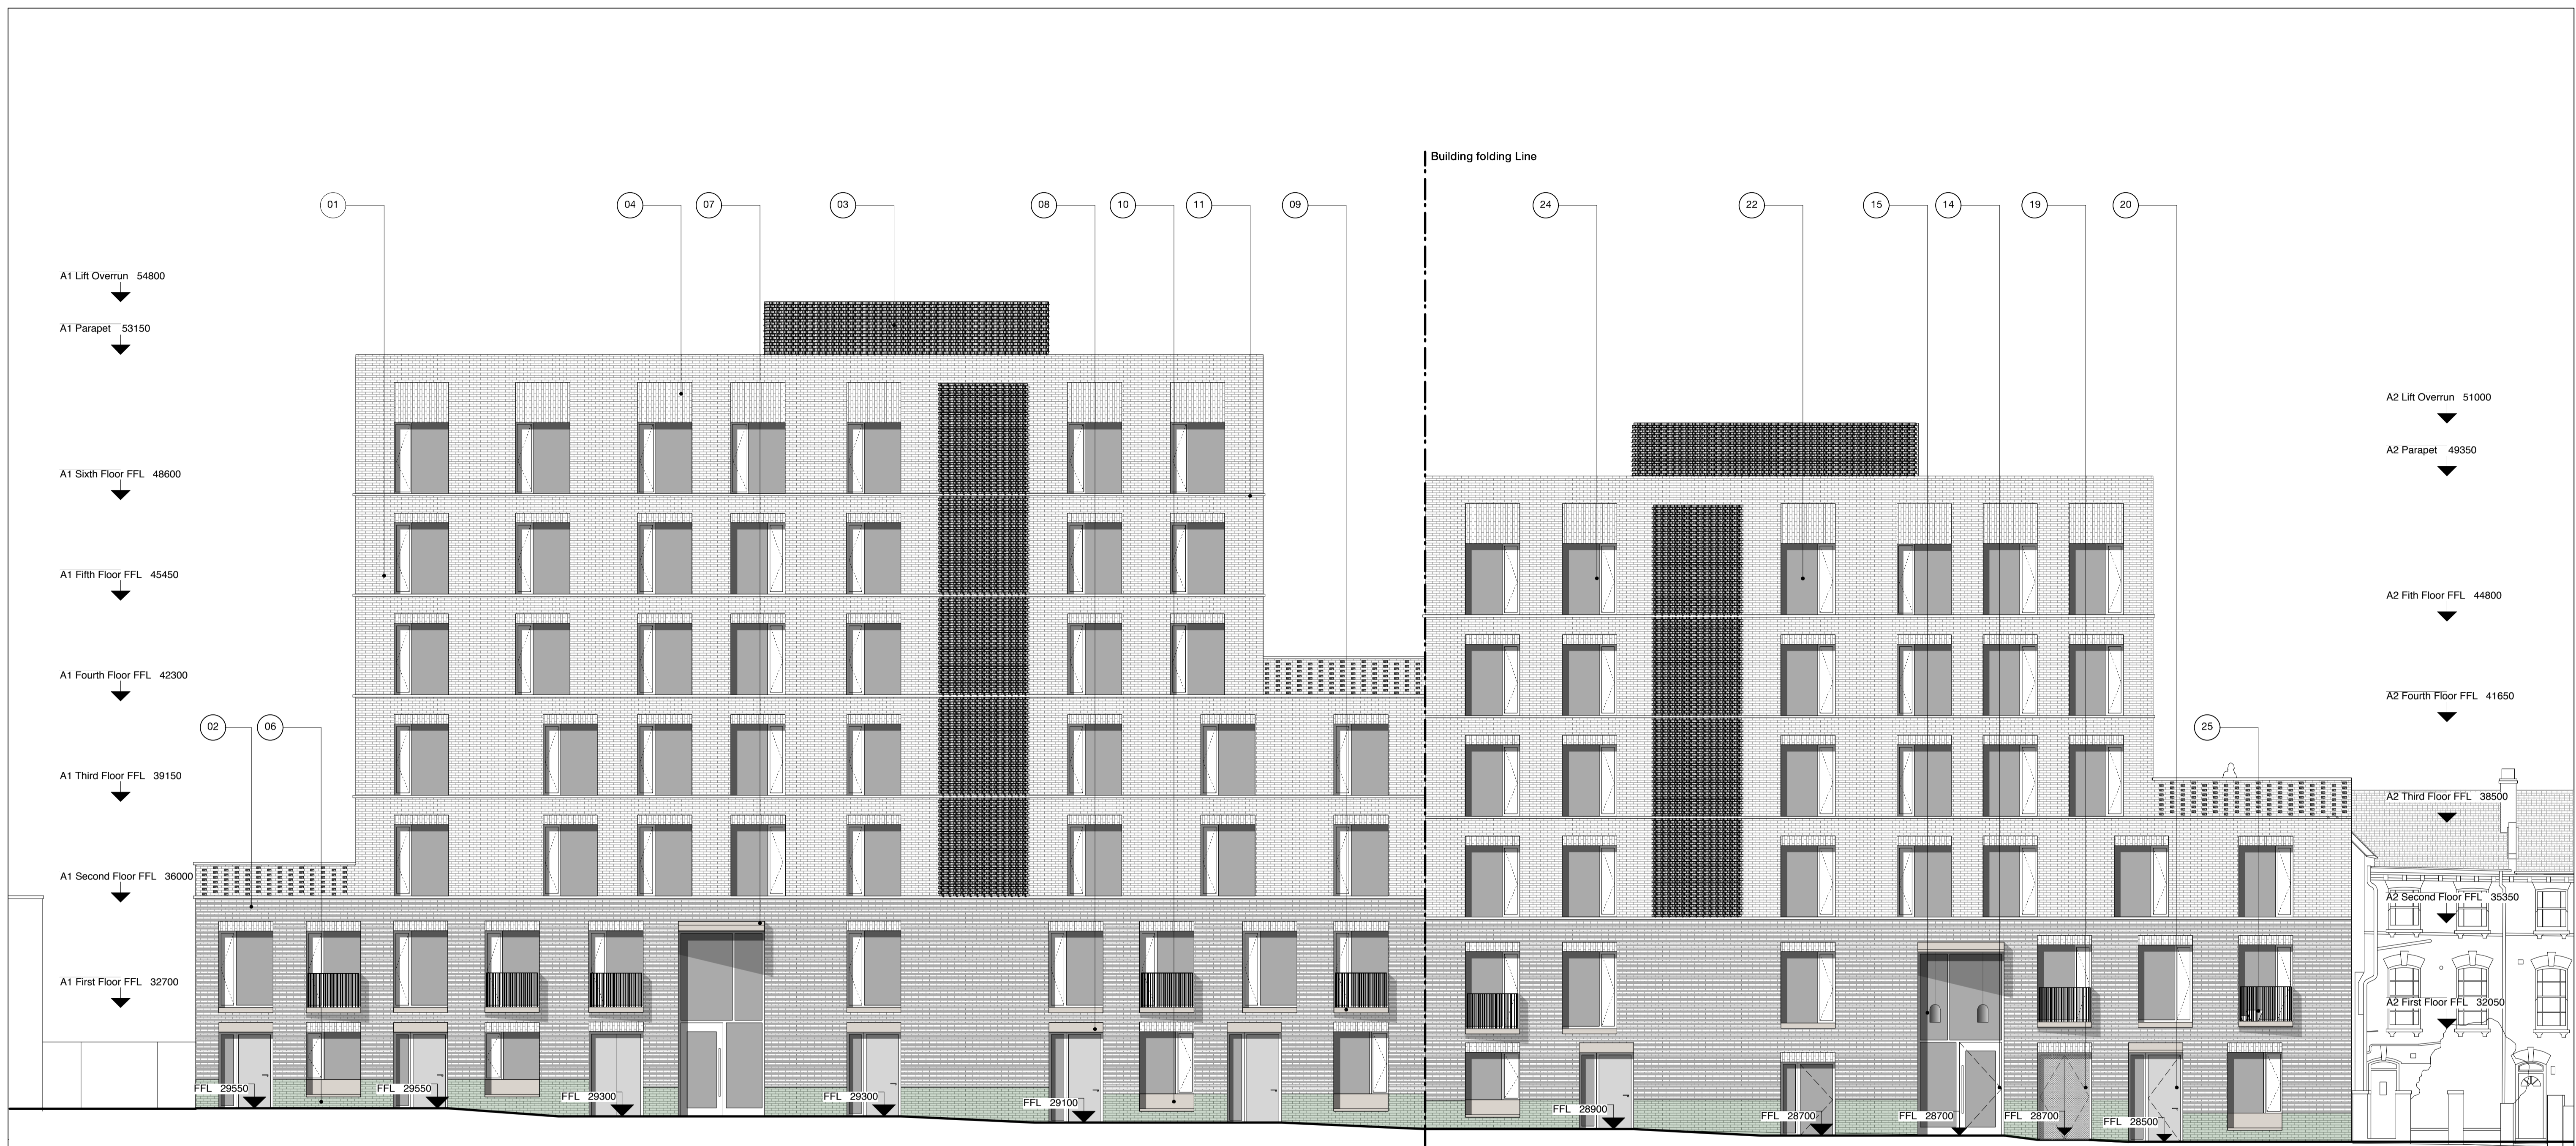 Building folding Line
01
04
07
03
08
10
11
09
24
22
15
14
19
20
A1 Lift Overrun 54800
A1 Parapet 53150
A2 Lift Overrun 51000
A2 Parapet 49350
A1 Sixth Floor FFL 48600
A1 Fifth Floor FFL 45450
A2 Fith Floor FFL 44800
A1 Fourth Floor FFL 42300
A2 Fourth Floor FFL 41650
02
06
25
A1 Third Floor FFL 39150
A2 Third Floor FFL 38500
A1 Second Floor FFL 36000
A2 Second Floor FFL 35350
A1 First Floor FFL 32700
A2 First Floor FFL 32050
FFL 29550
FFL 29550
FFL 29300
FFL 29300
FFL 29100
FFL 28900
FFL 28700
FFL 28700
FFL 28700
FFL 28500